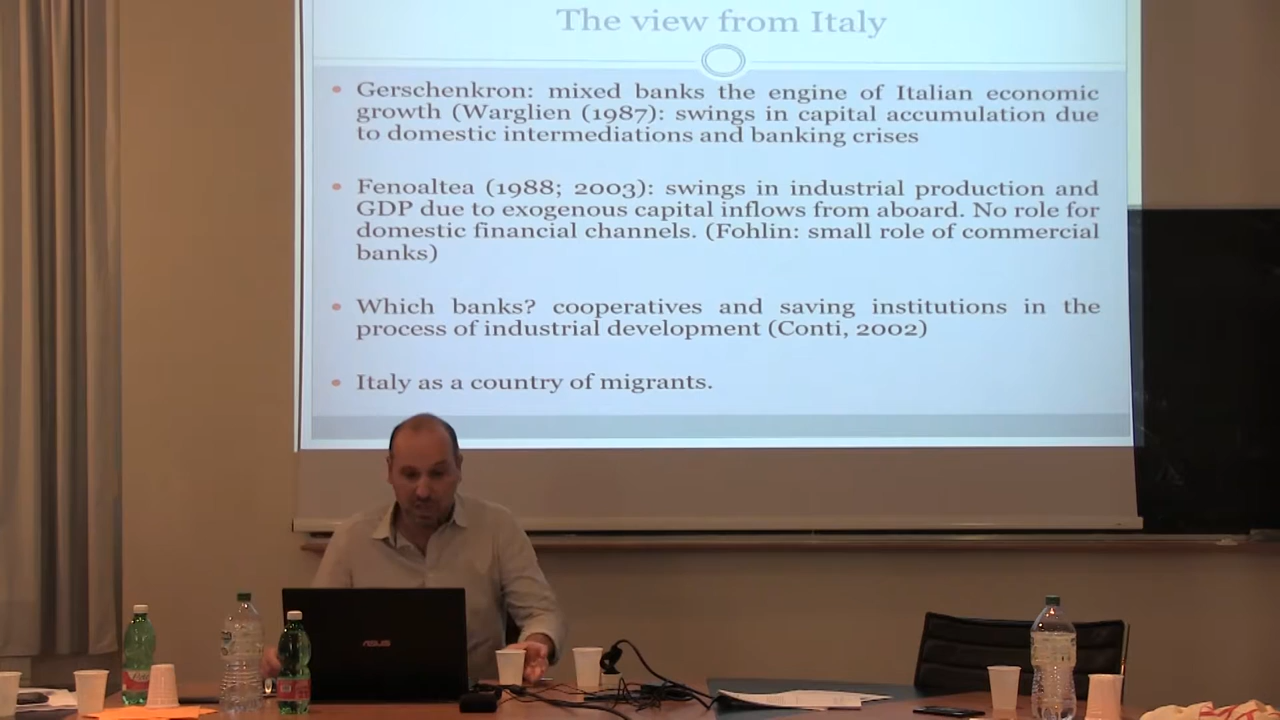 The view from Italy
• Gerschenkron: mixed banks the engine of Italian economic
growth (Warglien (1987): swings in capital accumulation due
to domestic intermediations and banking crises
• Fenoaltea (1988; 2003): swings in industrial production and
GDP due to exogenous capital inflows from aboard. No role for
domestic financial channels. (Fohlin: small role of commercial
banks)
• Which banks? cooperatives and saving institutions in the
process of industrial development (Conti, 2002)
• Italy as a country of migrants.
ASUS